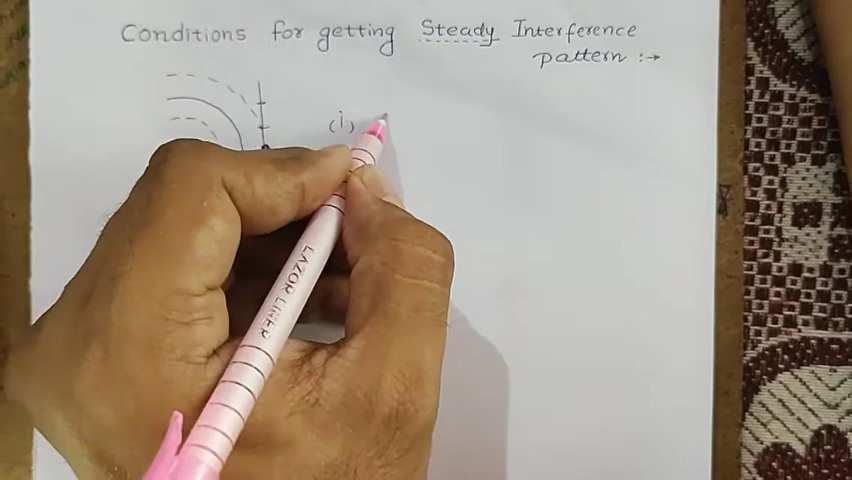 Conditions for getting Steady Interference
pattern :→
(i)
LAZOR LINER